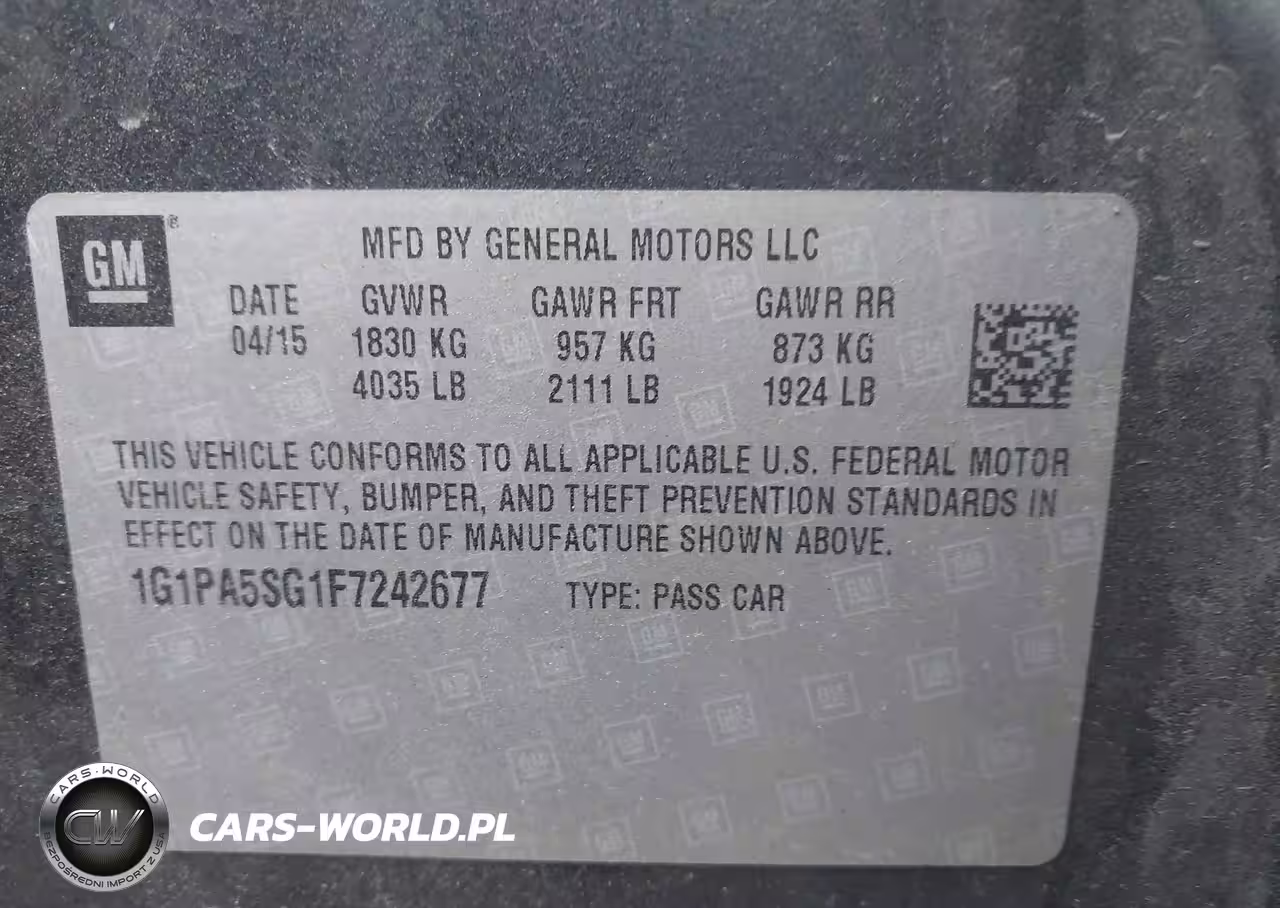 GM ®
MFD BY GENERAL MOTORS LLC
DATE GVWR GAWR FRT GAWR RR
04/15 1830 KG 957 KG 873 KG
4035 LB 2111 LB 1924 LB
THIS VEHICLE CONFORMS TO ALL APPLICABLE U.S. FEDERAL MOTOR
VEHICLE SAFETY, BUMPER, AND THEFT PREVENTION STANDARDS IN
EFFECT ON THE DATE OF MANUFACTURE SHOWN ABOVE.
1G1PA5SG1F7242677 TYPE: PASS CAR
CARS-WORLD
CW
BEZPOŚREDNI IMPORT Z USA
CARS-WORLD.PL